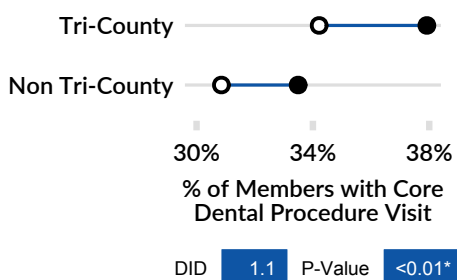 Tri-County
Non Tri-County
30% 34% 38%
% of Members with Core
Dental Procedure Visit
DID 1.1 P-Value <0.01*